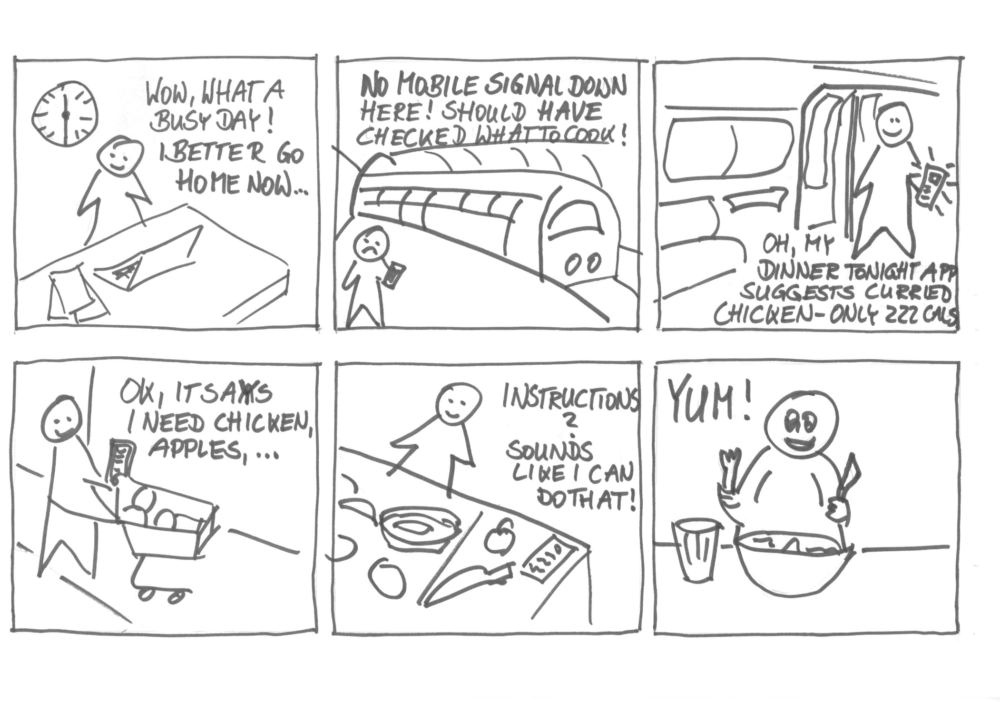 WOW, WHAT A
BUSY DAY!
I BETTER GO
HOME NOW...
NO MOBILE SIGNAL DOWN
HERE! SHOULD HAVE
CHECKED WHAT TO COOK!
OH, MY
DINNER TONIGHT APP
SUGGESTS CURRIED
CHICKEN - ONLY 222 CALS
OK, IT SAYS
I NEED CHICKEN,
APPLES, ...
INSTRUCTIONS
?
SOUNDS
LIKE I CAN
DO THAT!
YUM!